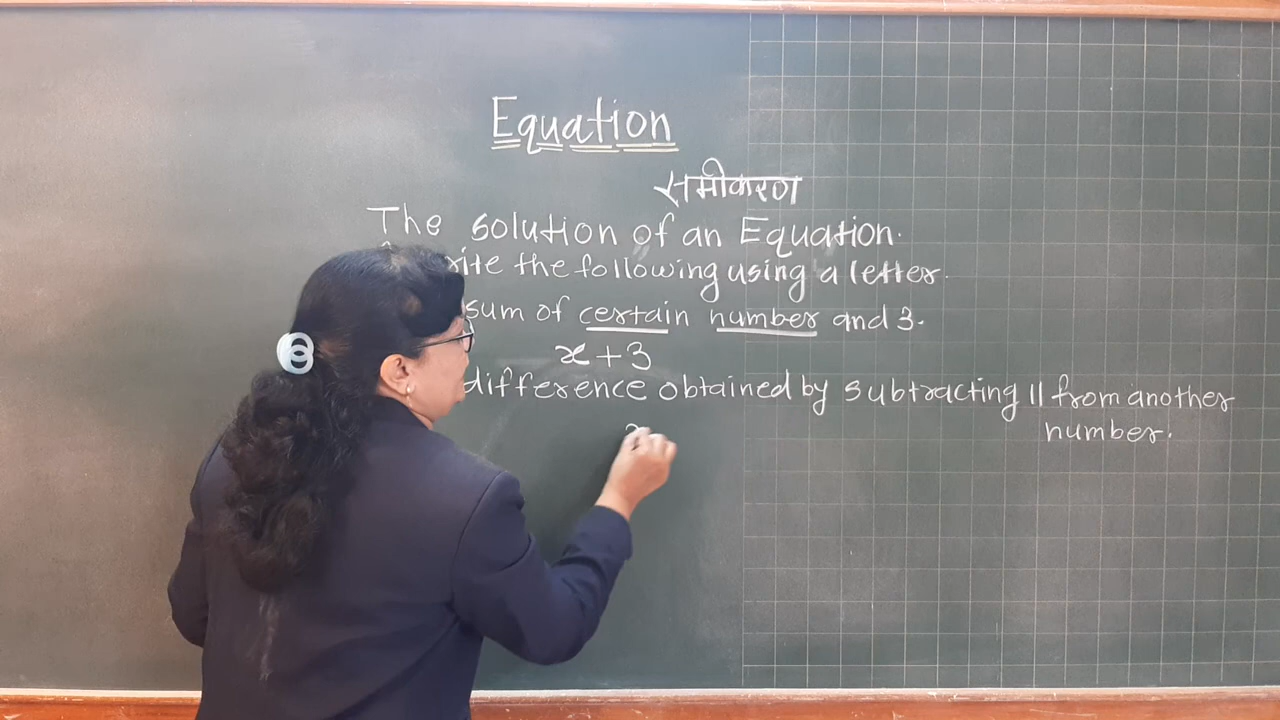 Equation
समीकरण
The solution of an Equation.
the following using a letter.
sum of certain number and 3.
x + 3
difference obtained by subtracting 11 from another
number.